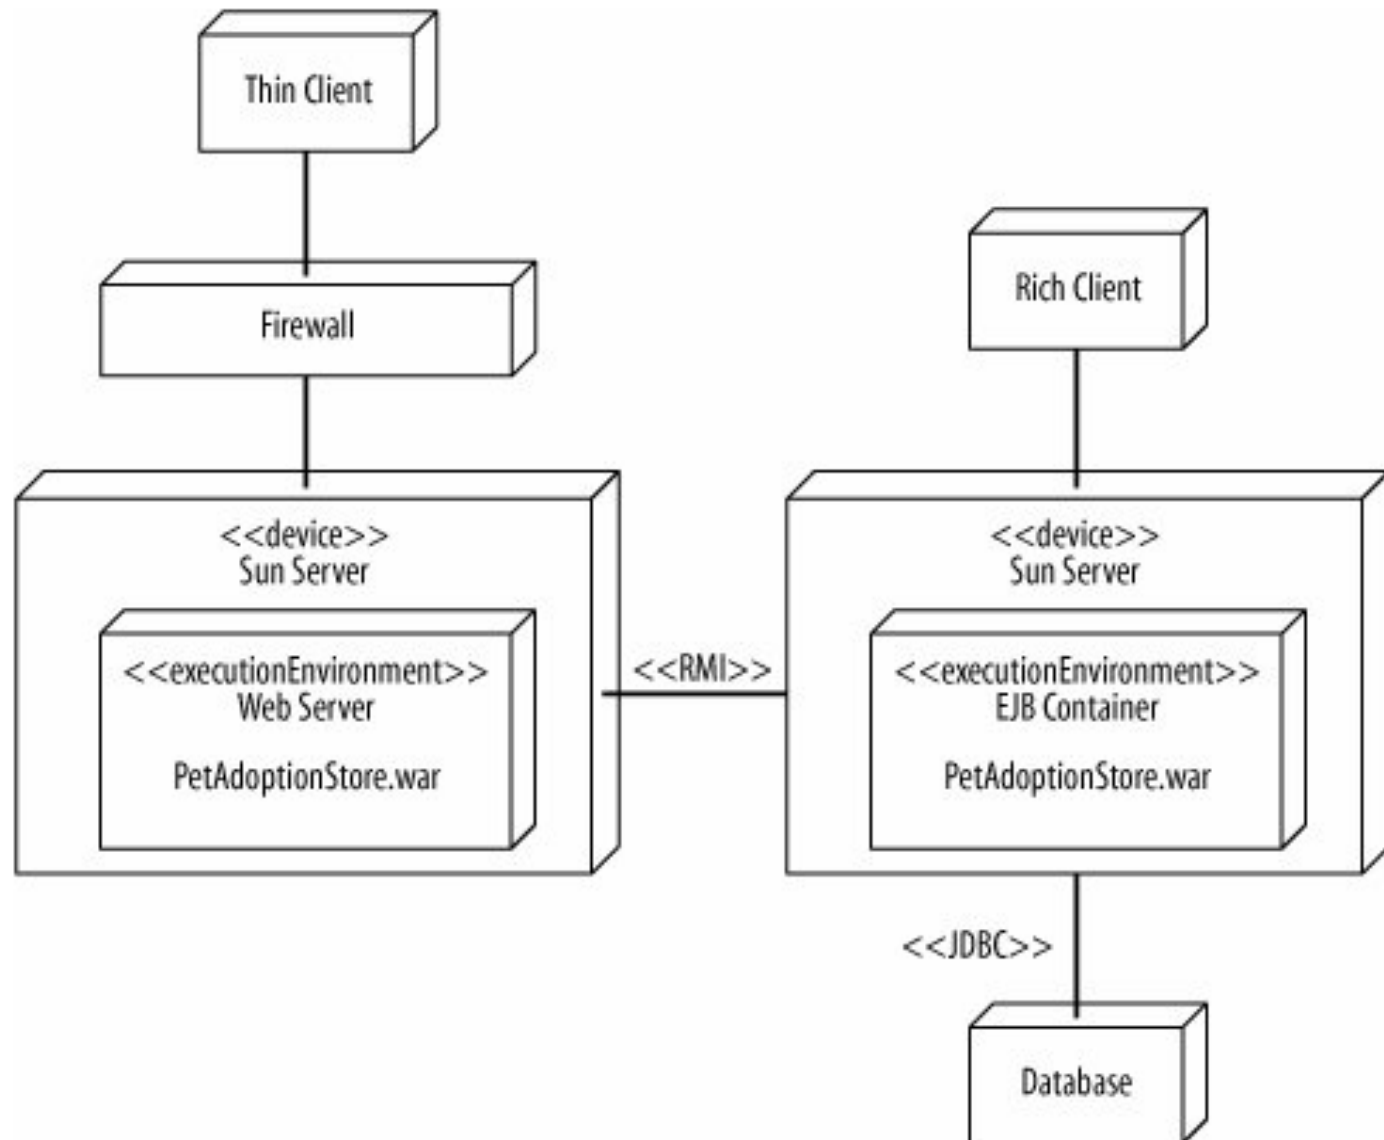 Thin Client
Firewall
Rich Client
<<device>>
Sun Server
<<executionEnvironment>>
Web Server
PetAdoptionStore.war
<<RMI>>
<<device>>
Sun Server
<<executionEnvironment>>
EJB Container
PetAdoptionStore.war
<<JDBC>>
Database